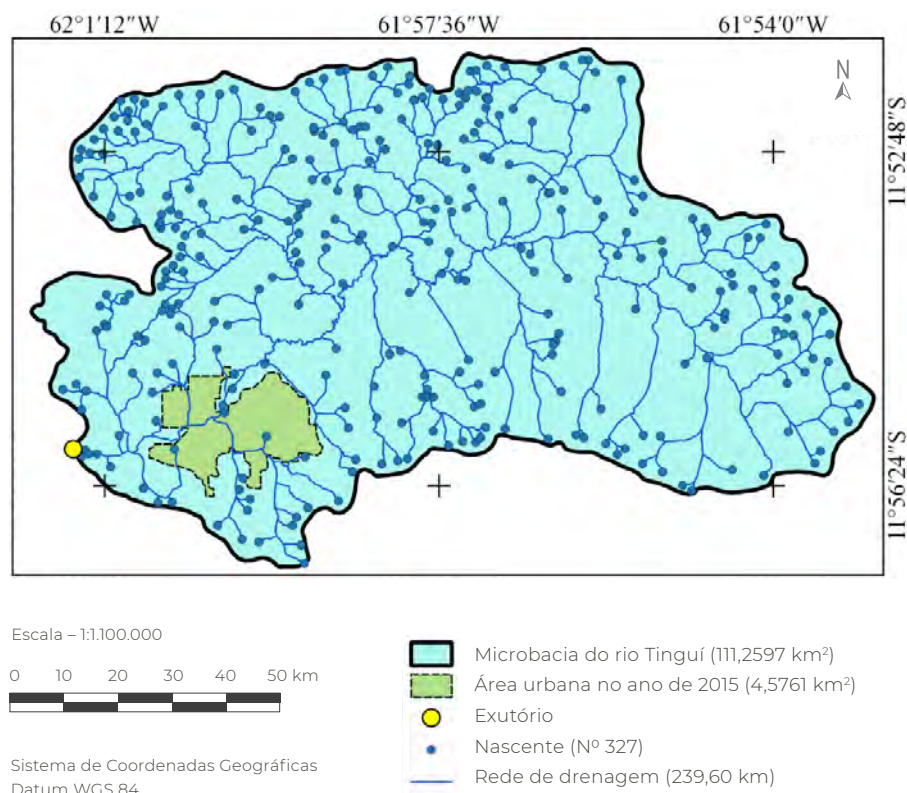 62°1′12″W 61°57′36″W 61°54′0″W
N
11°52′48″S
11°56′24″S
Escala – 1:1.100.000
0 10 20 30 40 50 km
Sistema de Coordenadas Geográficas
Datum WGS 84
Microbacia do rio Tinguí (111,2597 km²)
Área urbana no ano de 2015 (4,5761 km²)
Exutório
Nascente (Nº 327)
Rede de drenagem (239,60 km)